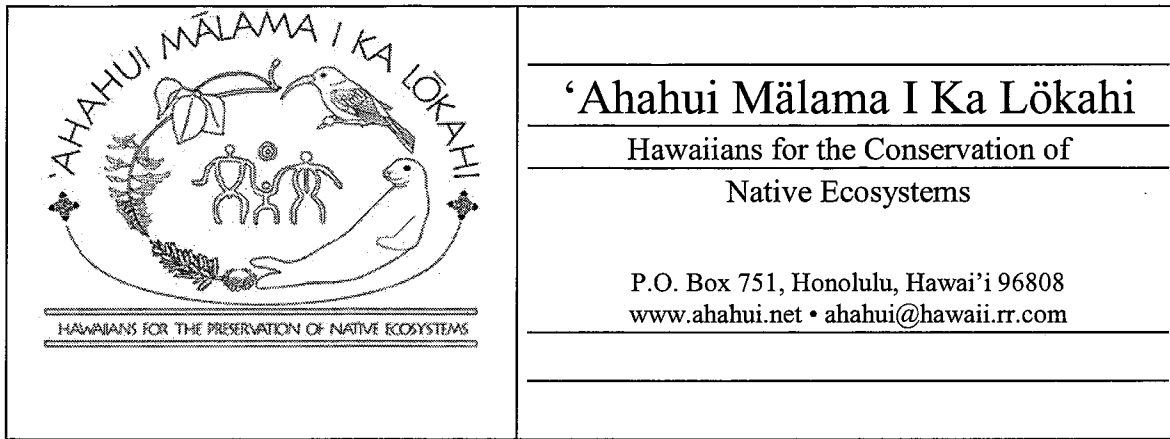 'AHAHUI MĀLAMA I KA LŌKAHI
HAWAIIANS FOR THE PRESERVATION OF NATIVE ECOSYSTEMS
‘Ahahui Mälama I Ka Lökahi
Hawaiians for the Conservation of
Native Ecosystems
P.O. Box 751, Honolulu, Hawai’i 96808
www.ahahui.net • ahahui@hawaii.rr.com